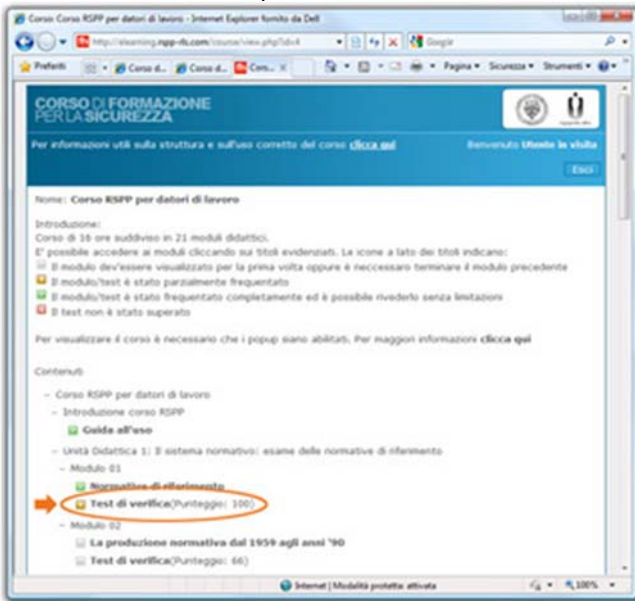 Corso Corso RSPP per datori di lavoro - Internet Explorer fornito da Dell
http://elearning.rspp-rls.com/course/view.php?id=4
Google
Preferiti
Corso d...
Corso d...
Cors...
Pagina
Sicurezza
Strumenti
CORSO DI FORMAZIONE
PER LA SICUREZZA
Per informazioni utili sulla struttura e sull'uso corretto del corso clicca qui
Benvenuto Utente in visita
Esci
Nome: Corso RSPP per datori di lavoro
Introduzione:
Corso di 16 ore suddiviso in 21 moduli didattici.
E' possibile accedere ai moduli cliccando sui titoli evidenziati. Le icone a lato dei titoli indicano:
Il modulo dev'essere visualizzato per la prima volta oppure è neccessaro terminare il modulo precedente
Il modulo/test è stato parzialmente frequentato
Il modulo/test è stato frequentato completamente ed è possibile rivederlo senza limitazioni
Il test non è stato superato
Per visualizzare il corso è necessario che i popup siano abilitati. Per maggiori informazioni clicca qui
Contenuti
- Corso RSPP per datori di lavoro
- Introduzione corso RSPP
Guida all'uso
- Unità Didattica 1: Il sistema normativo: esame delle normative di riferimento
- Modulo 01
Normative di riferimento
Test di verifica(Punteggio: 100)
- Modulo 02
La produzione normativa dal 1959 agli anni '90
Test di verifica(Punteggio: 66)
Internet | Modalità protetta: attivata
100%